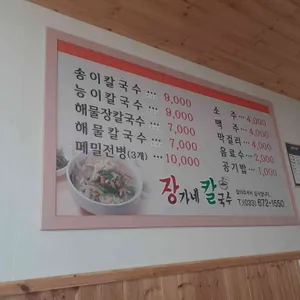 송이칼국수 ··· 9,000
능이칼국수 ··· 9,000
해물장칼국수 ··· 7,000
해물칼국수 ··· 7,000
메밀전병(3개) ··· 10,000
소 주 ··· 4,000
맥 주 ··· 4,000
막걸리 ··· 4,000
음료수 ··· 2,000
공기밥 ··· 1,000
장가네 칼국수
T.(033) 672-1550